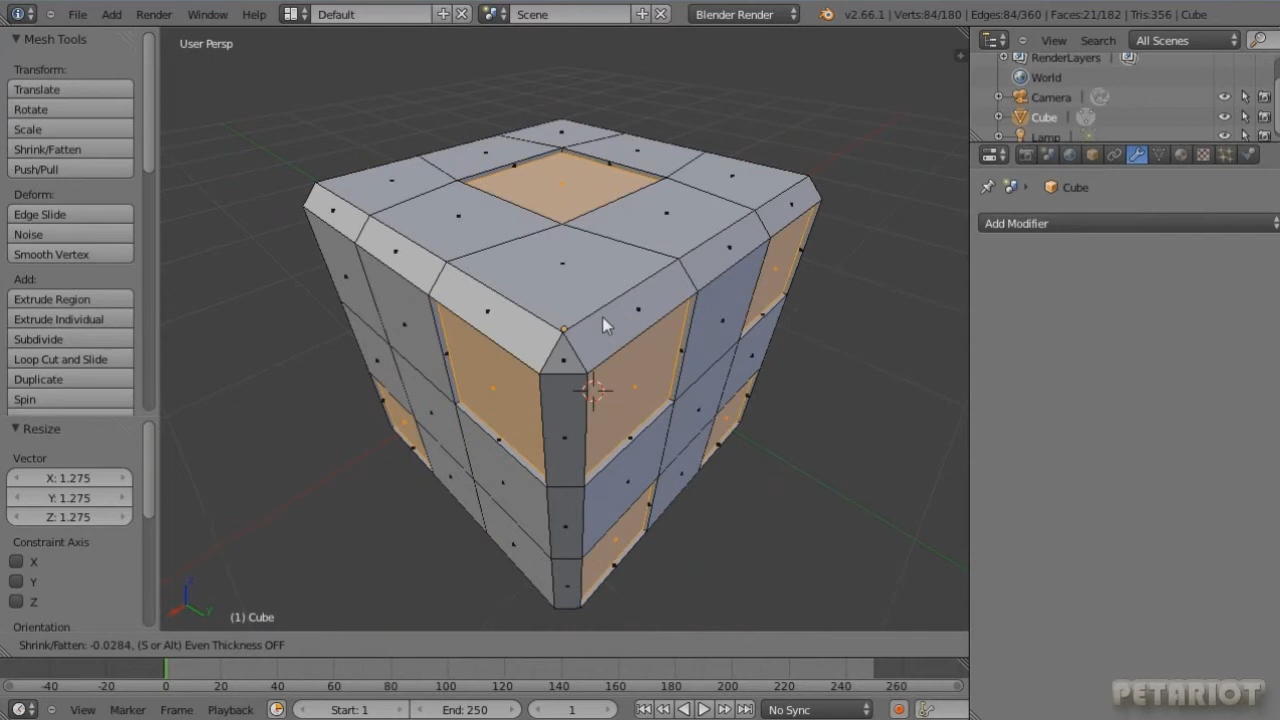 File Add Render Window Help Default Scene Blender Render v2.66.1 | Verts:84/180 | Edges:84/360 | Faces:21/182 | Tris:356 | Cube
Mesh Tools
User Persp
View Search All Scenes
RenderLayers
World
Camera
Cube
Lamp
Transform:
Translate
Rotate
Scale
Shrink/Fatten
Push/Pull
Cube
Add Modifier
Deform:
Edge Slide
Noise
Smooth Vertex
Add:
Extrude Region
Extrude Individual
Subdivide
Loop Cut and Slide
Duplicate
Spin
Resize
Vector
X: 1.275
Y: 1.275
Z: 1.275
Constraint Axis
X
Y
Z
Orientation
(1) Cube
Shrink/Fatten: -0.0284, (S or Alt) Even Thickness OFF
-40 -20 0 20 40 60 80 100 120 140 160 180 200 220 240 260
View Marker Frame Playback Start: 1 End: 250 1 No Sync
PETARIOT